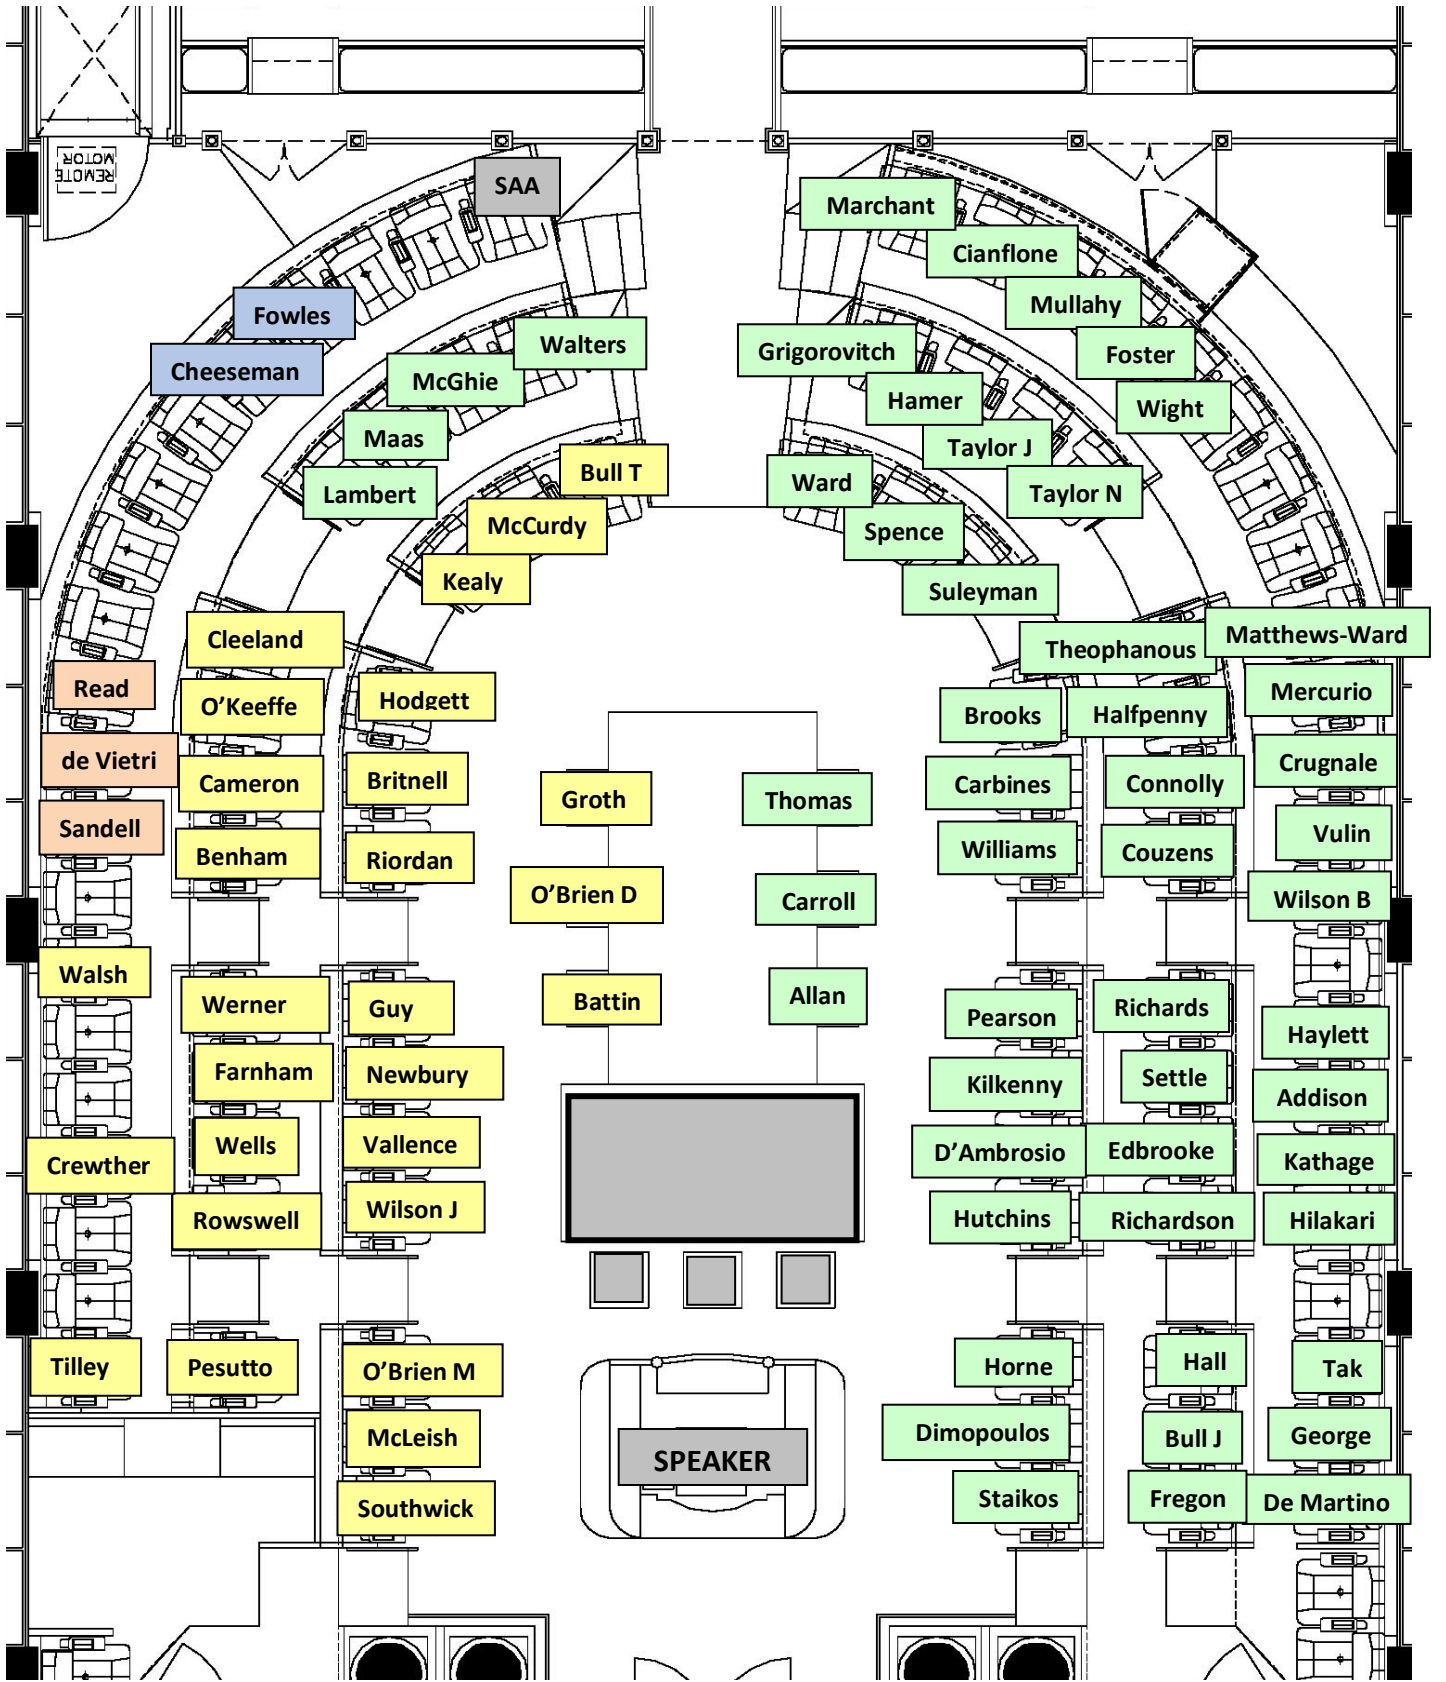 REMOTE
MOTOR
SAA
Marchant
Cianflone
Mullahy
Foster
Wight
Fowles
Cheeseman
Walters
McGhie
Maas
Lambert
Grigorovitch
Hamer
Taylor J
Taylor N
Bull T
McCurdy
Kealy
Ward
Spence
Suleyman
Cleeland
Theophanous
Matthews-Ward
Read
O'Keeffe
Hodgett
Brooks
Halfpenny
Mercurio
de Vietri
Cameron
Britnell
Groth
Thomas
Carbines
Connolly
Crugnale
Sandell
Benham
Riordan
Williams
Couzens
Vulin
O'Brien D
Carroll
Wilson B
Walsh
Werner
Guy
Battin
Allan
Pearson
Richards
Haylett
Farnham
Newbury
Kilkenny
Settle
Addison
Crewther
Wells
Vallence
D'Ambrosio
Edbrooke
Kathage
Rowswell
Wilson J
Hutchins
Richardson
Hilakari
Tilley
Pesutto
O'Brien M
Horne
Hall
Tak
McLeish
SPEAKER
Dimopoulos
Bull J
George
Southwick
Staikos
Fregon
De Martino